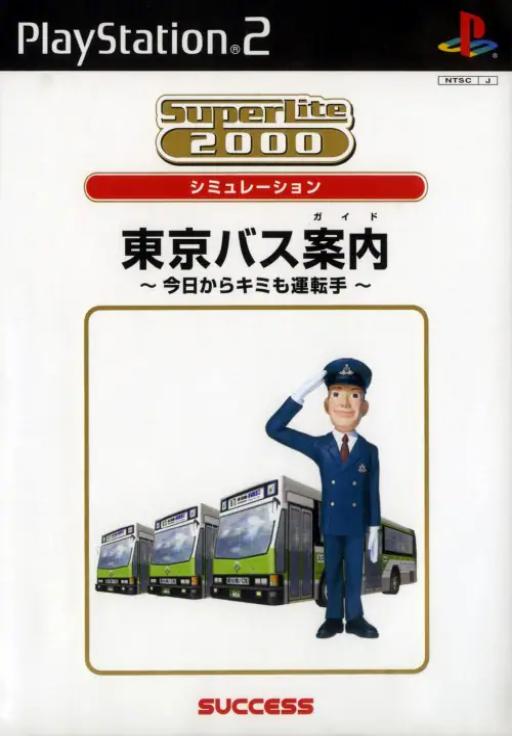 PlayStation®2
NTSC J
SuperLite
2000
シミュレーション
ガイド
東京バス案内
～今日からキミも運転手～
SUCCESS